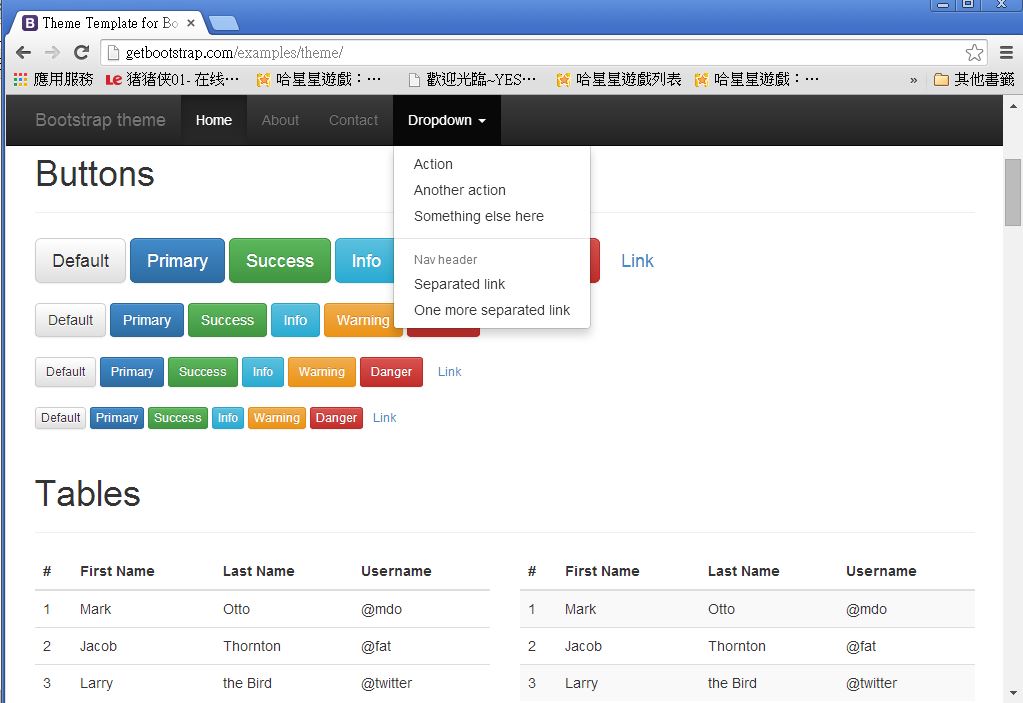 Theme Template for Bo
getbootstrap.com/examples/theme/
應用服務 猪猪侠01- 在线… 哈星星遊戲：… 歡迎光臨~YES… 哈星星遊戲列表 哈星星遊戲：… » 其他書籤
Bootstrap theme Home About Contact Dropdown
Action
Another action
Something else here
Nav header
Separated link
One more separated link
Buttons
Default Primary Success Info Link
Default Primary Success Info Warning
Default Primary Success Info Warning Danger Link
Default Primary Success Info Warning Danger Link
Tables
# First Name Last Name Username # First Name Last Name Username
1 Mark Otto @mdo 1 Mark Otto @mdo
2 Jacob Thornton @fat 2 Jacob Thornton @fat
3 Larry the Bird @twitter 3 Larry the Bird @twitter